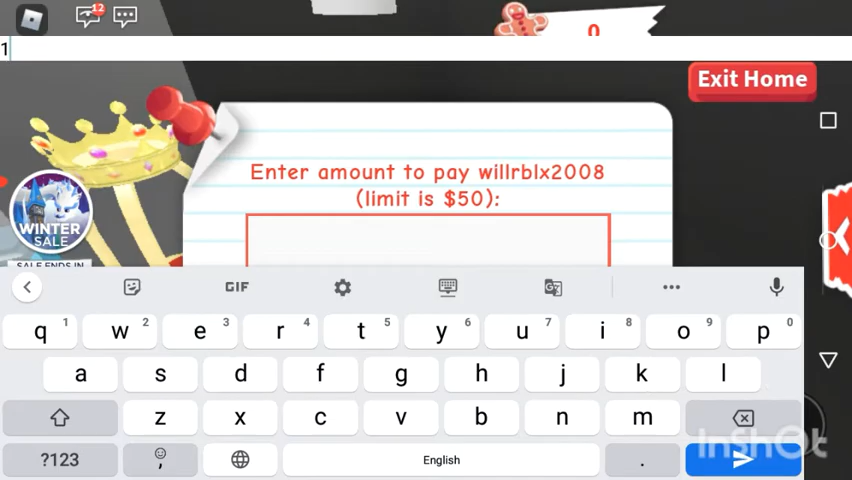 12
0
1
Exit Home
Enter amount to pay willrblx2008
(limit is $50):
WINTER
SALE
SALE ENDS IN
GIF
q 1 w 2 e 3 r 4 t 5 y 6 u 7 i 8 o 9 p 0
a s d f g h j k l
z x c v b n m
?123 , English .
InShOt